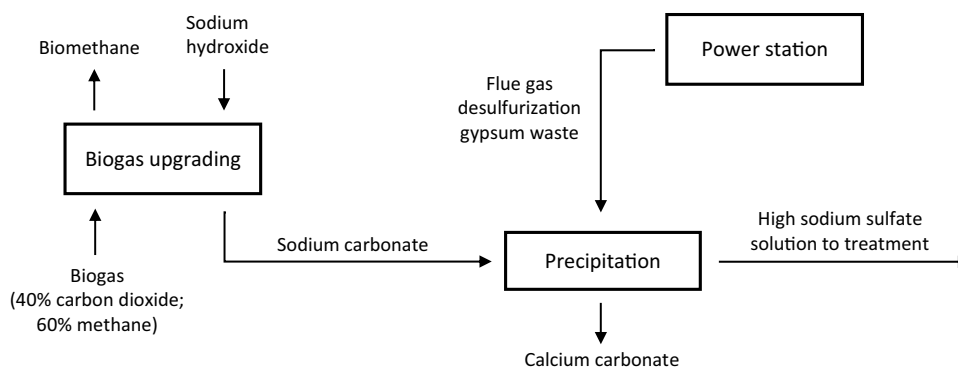 Biomethane
Sodium
hydroxide
Power station
Flue gas
desulfurization
gypsum waste
Biogas upgrading
High sodium sulfate
solution to treatment
Sodium carbonate
Precipitation
Biogas
(40% carbon dioxide;
60% methane)
Calcium carbonate